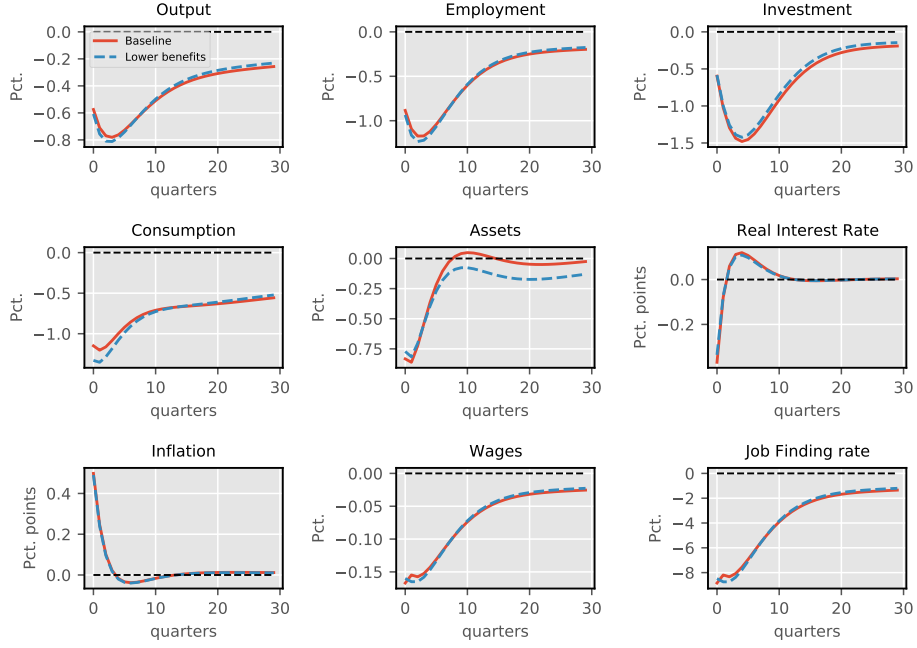 Output
Employment
Investment
0.0
−0.2
−0.4
−0.6
−0.8
Pct.
Baseline
Lower benefits
0 10 20 30
quarters
0.0
−0.5
−1.0
Pct.
0 10 20 30
quarters
0.0
−0.5
−1.0
−1.5
Pct.
0 10 20 30
quarters
Consumption
Assets
Real Interest Rate
0.0
−0.5
−1.0
Pct.
0 10 20 30
quarters
0.00
−0.25
−0.50
−0.75
Pct.
0 10 20 30
quarters
0.0
−0.2
Pct. points
0 10 20 30
quarters
Inflation
Wages
Job Finding rate
0.4
0.2
0.0
Pct. points
0 10 20 30
quarters
0.00
−0.05
−0.10
−0.15
Pct.
0 10 20 30
quarters
0
−2
−4
−6
−8
Pct.
0 10 20 30
quarters